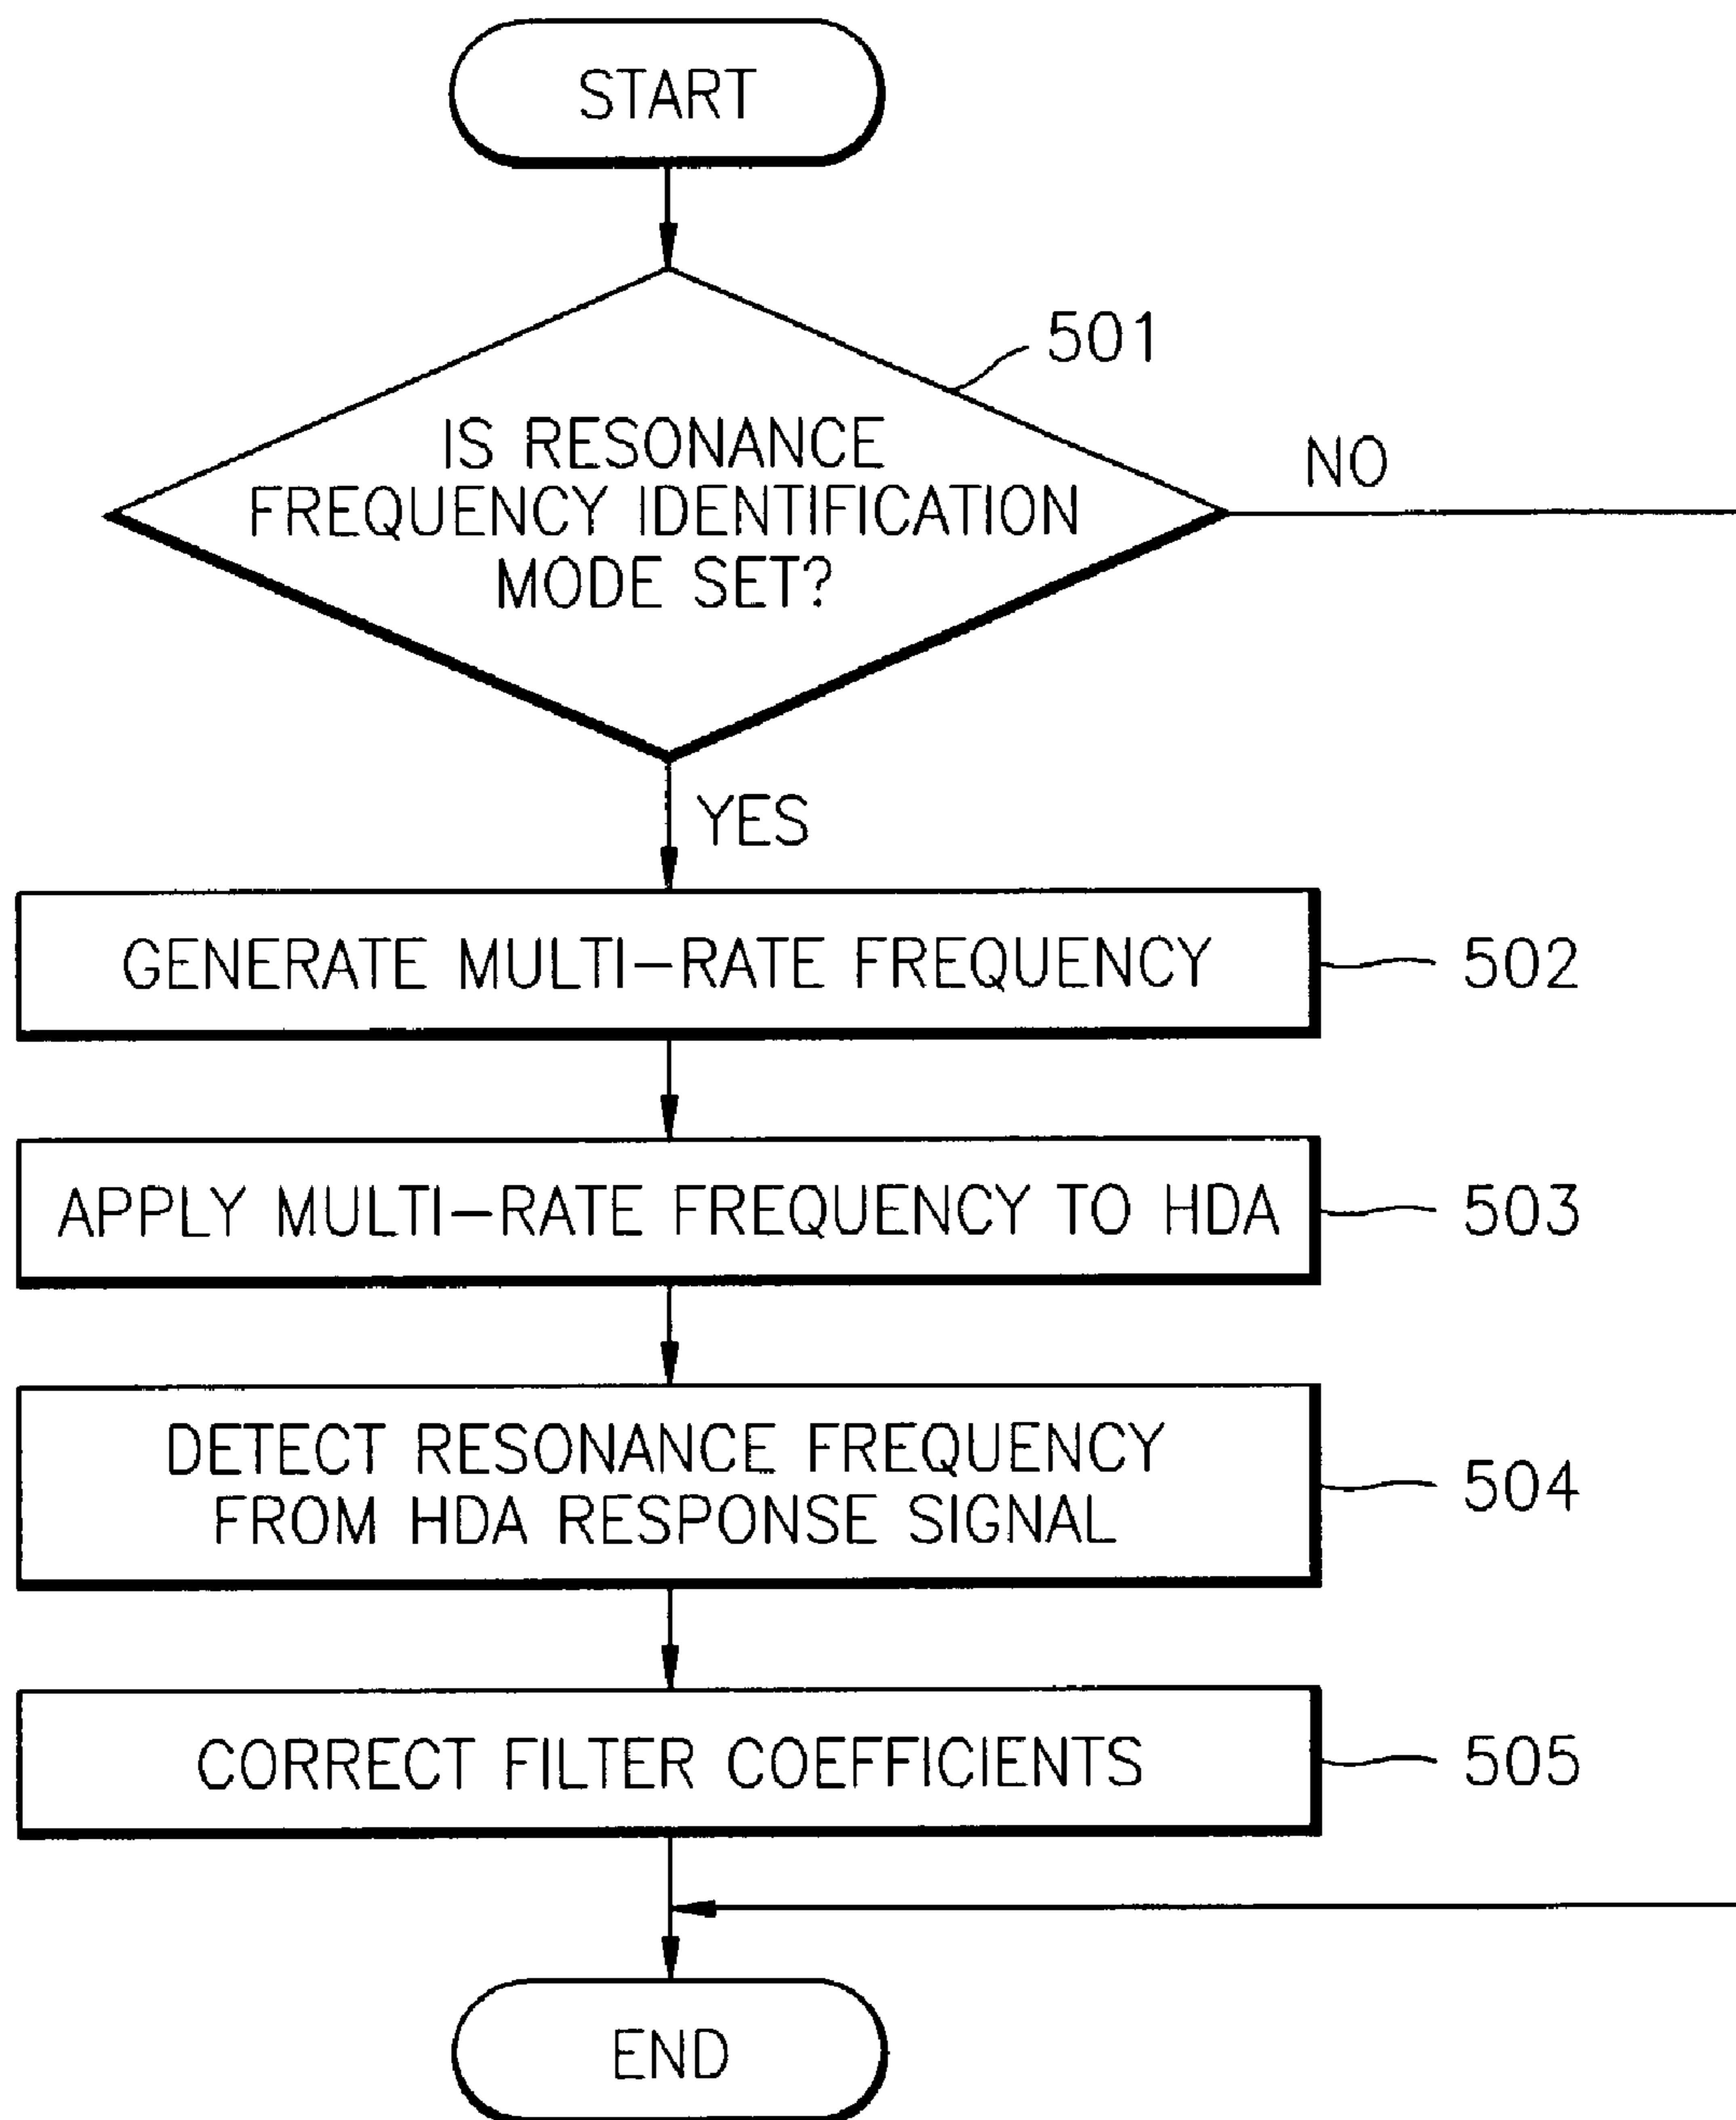 START
501
IS RESONANCE
FREQUENCY IDENTIFICATION
MODE SET?
NO
YES
GENERATE MULTI-RATE FREQUENCY
502
APPLY MULTI-RATE FREQUENCY TO HDA
503
DETECT RESONANCE FREQUENCY
FROM HDA RESPONSE SIGNAL
504
CORRECT FILTER COEFFICIENTS
505
END